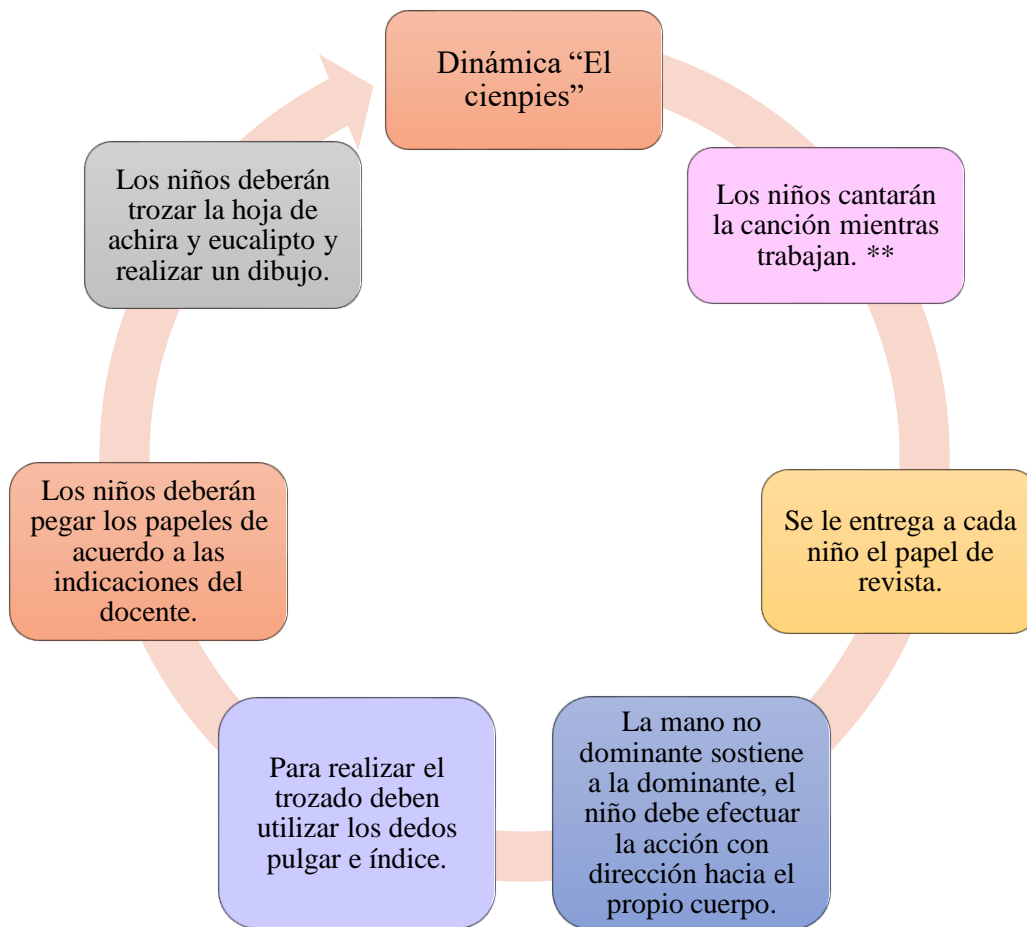 Dinámica “El
cienpies”
Los niños cantarán
la canción mientras
trabajan. **
Se le entrega a cada
niño el papel de
revista.
La mano no
dominante sostiene
a la dominante, el
niño debe efectuar
la acción con
dirección hacia el
propio cuerpo.
Para realizar el
trozado deben
utilizar los dedos
pulgar e índice.
Los niños deberán
pegar los papeles de
acuerdo a las
indicaciones del
docente.
Los niños deberán
trozar la hoja de
achira y eucalipto y
realizar un dibujo.